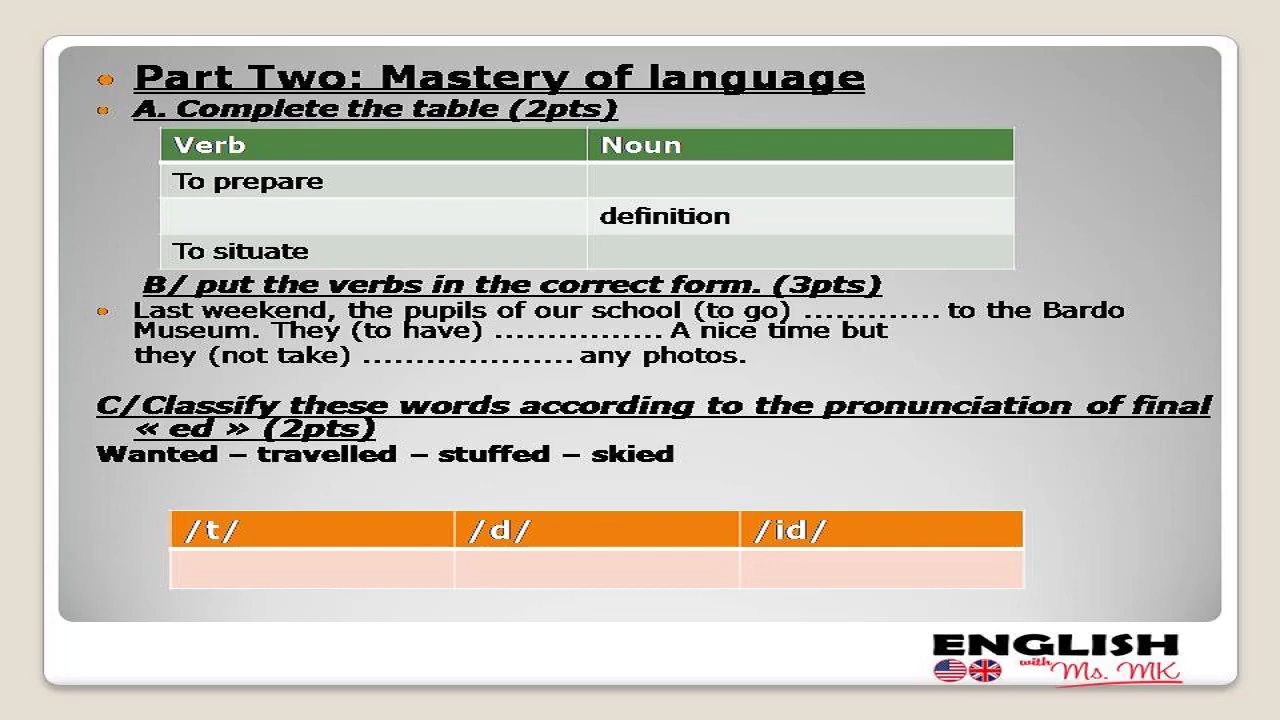 Part Two: Mastery of language
A. Complete the table (2pts)
Verb Noun
To prepare
definition
To situate
B/ put the verbs in the correct form. (3pts)
Last weekend, the pupils of our school (to go) ............. to the Bardo
Museum. They (to have) ................ A nice time but
they (not take) .................... any photos.
C/Classify these words according to the pronunciation of final
« ed » (2pts)
Wanted – travelled – stuffed – skied
/t/ /d/ /id/
ENGLISH
with Ms. MK